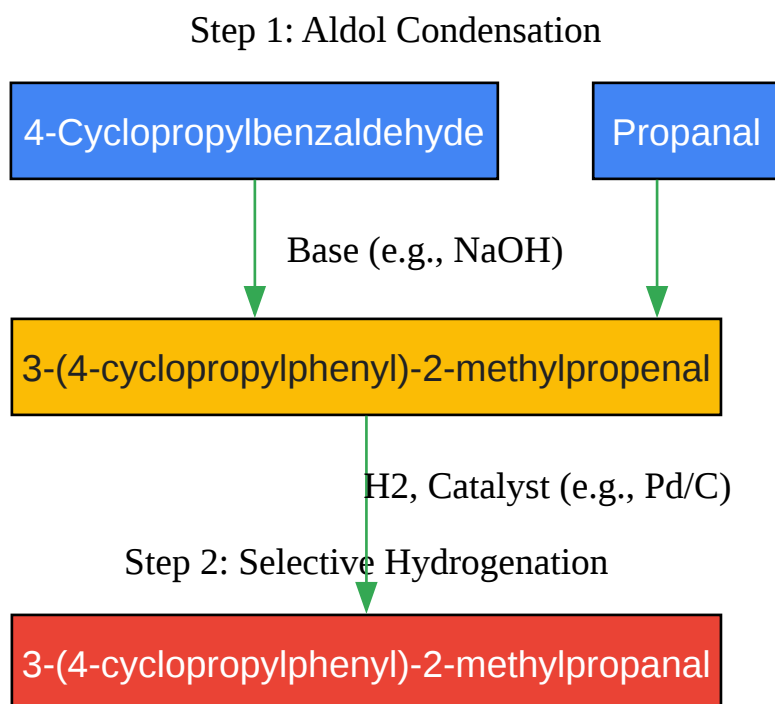 Step 1: Aldol Condensation
4-Cyclopropylbenzaldehyde
Propanal
Base (e.g., NaOH)
3-(4-cyclopropylphenyl)-2-methylpropenal
H2, Catalyst (e.g., Pd/C)
Step 2: Selective Hydrogenation
3-(4-cyclopropylphenyl)-2-methylpropanal